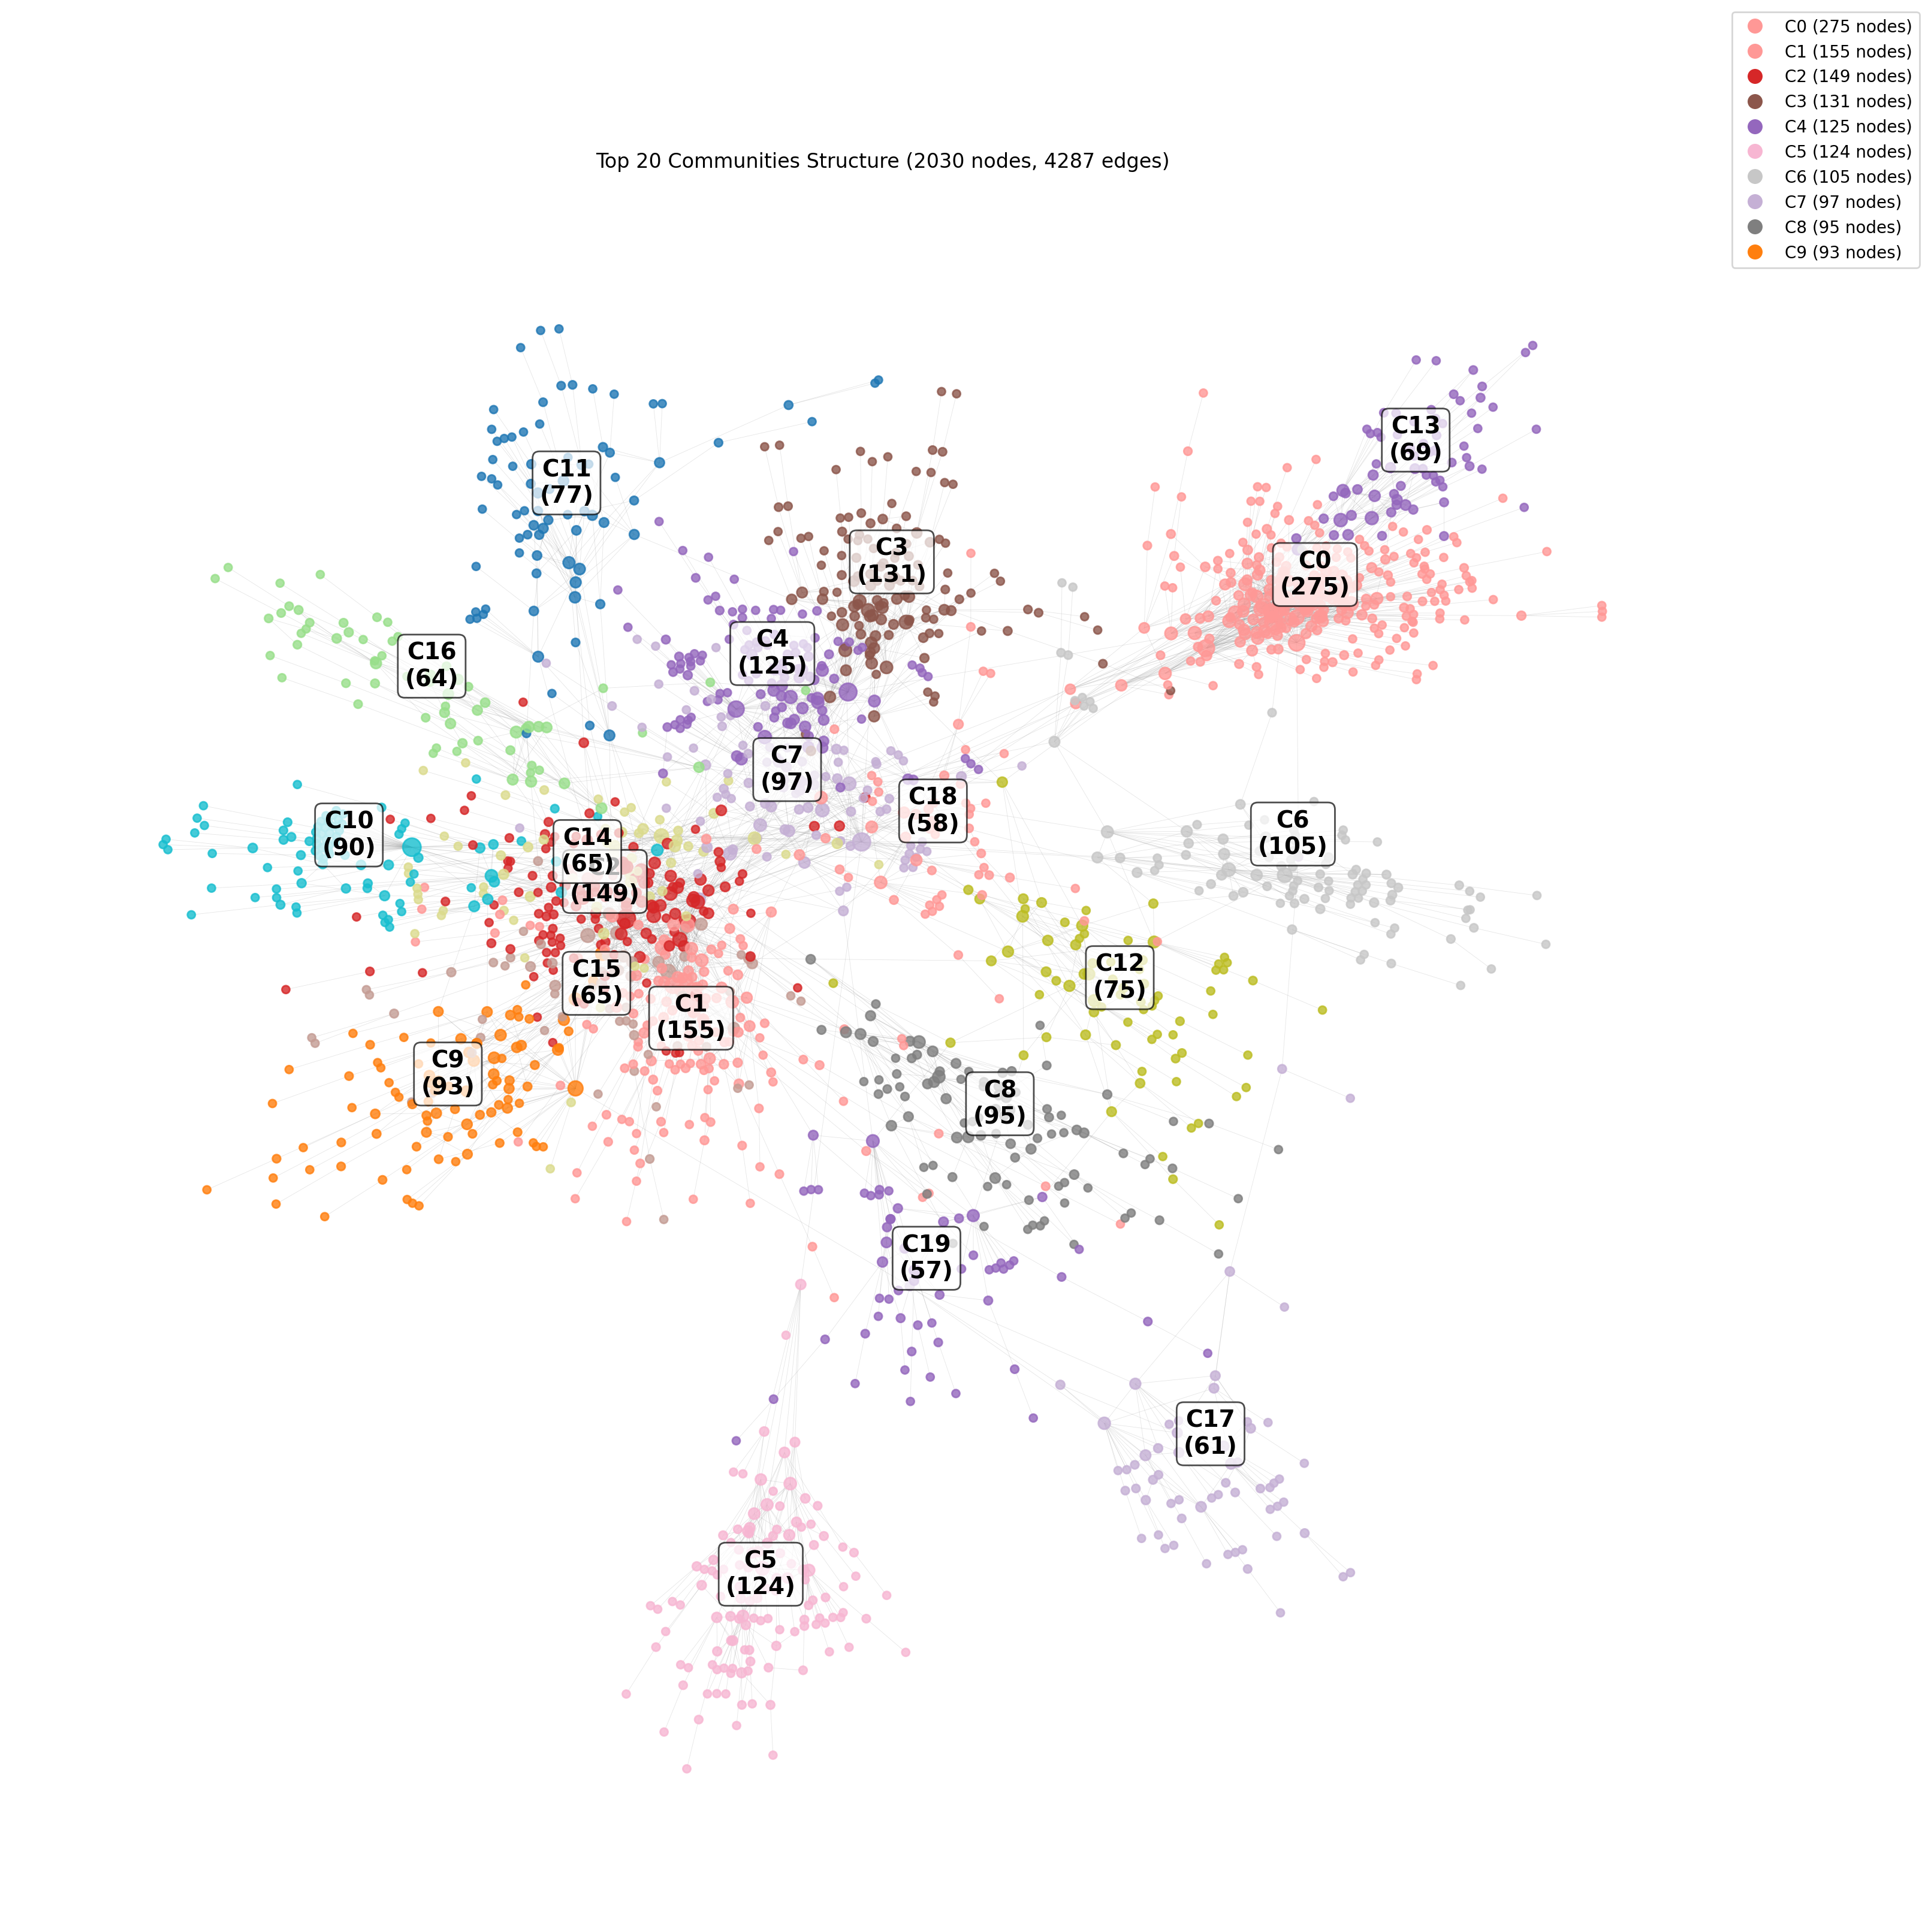 C0 (275 nodes)
C1 (155 nodes)
C2 (149 nodes)
C3 (131 nodes)
C4 (125 nodes)
C5 (124 nodes)
C6 (105 nodes)
C7 (97 nodes)
C8 (95 nodes)
C9 (93 nodes)
Top 20 Communities Structure (2030 nodes, 4287 edges)
C13
(69)
C11
(77)
C3
(131)
C0
(275)
C4
(125)
C16
(64)
C7
(97)
C18
(58)
C10
(90)
C6
(105)
C14
(65)
(149)
C15
(65)
C12
(75)
C1
(155)
C9
(93)
C8
(95)
C19
(57)
C17
(61)
C5
(124)